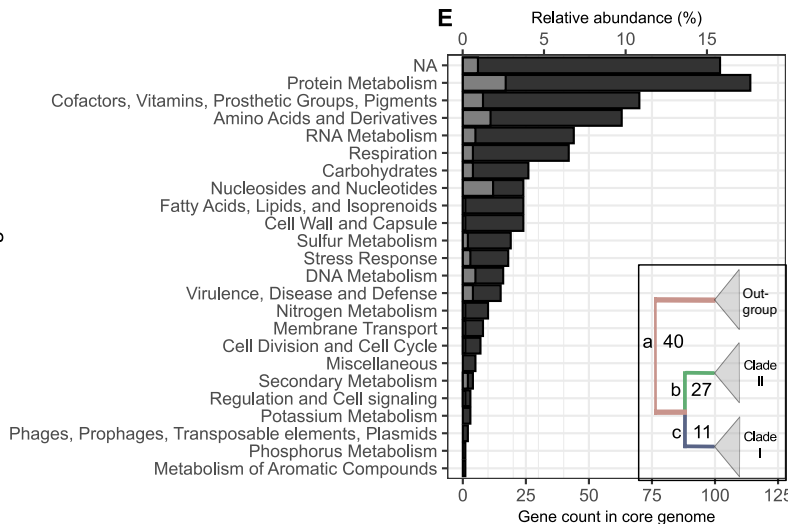 E
Relative abundance (%)
0 5 10 15
NA
Protein Metabolism
Cofactors, Vitamins, Prosthetic Groups, Pigments
Amino Acids and Derivatives
RNA Metabolism
Respiration
Carbohydrates
Nucleosides and Nucleotides
Fatty Acids, Lipids, and Isoprenoids
Cell Wall and Capsule
Sulfur Metabolism
Stress Response
DNA Metabolism
Virulence, Disease and Defense
Nitrogen Metabolism
Membrane Transport
Cell Division and Cell Cycle
Miscellaneous
Secondary Metabolism
Regulation and Cell signaling
Potassium Metabolism
Phages, Prophages, Transposable elements, Plasmids
Phosphorus Metabolism
Metabolism of Aromatic Compounds
Out-
group
a 40
Clade
II
b 27
c 11
Clade
I
0 25 50 75 100 125
Gene count in core genome